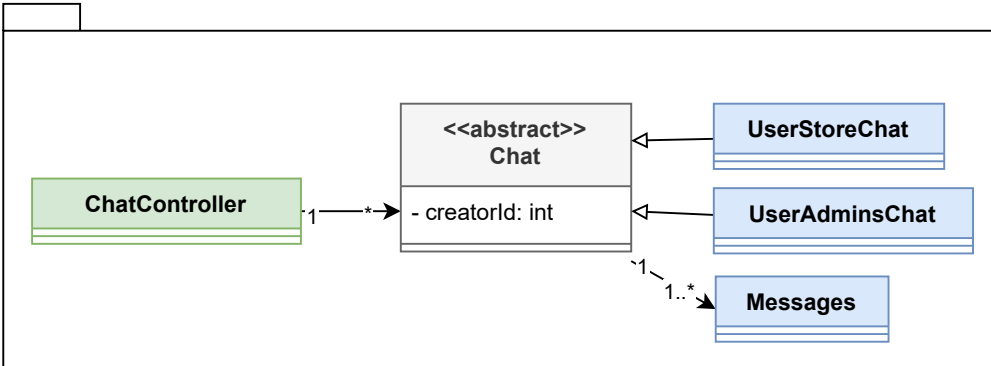 <<abstract>>
Chat
UserStoreChat
ChatController
1
*
- creatorId: int
UserAdminsChat
1
1..*
Messages